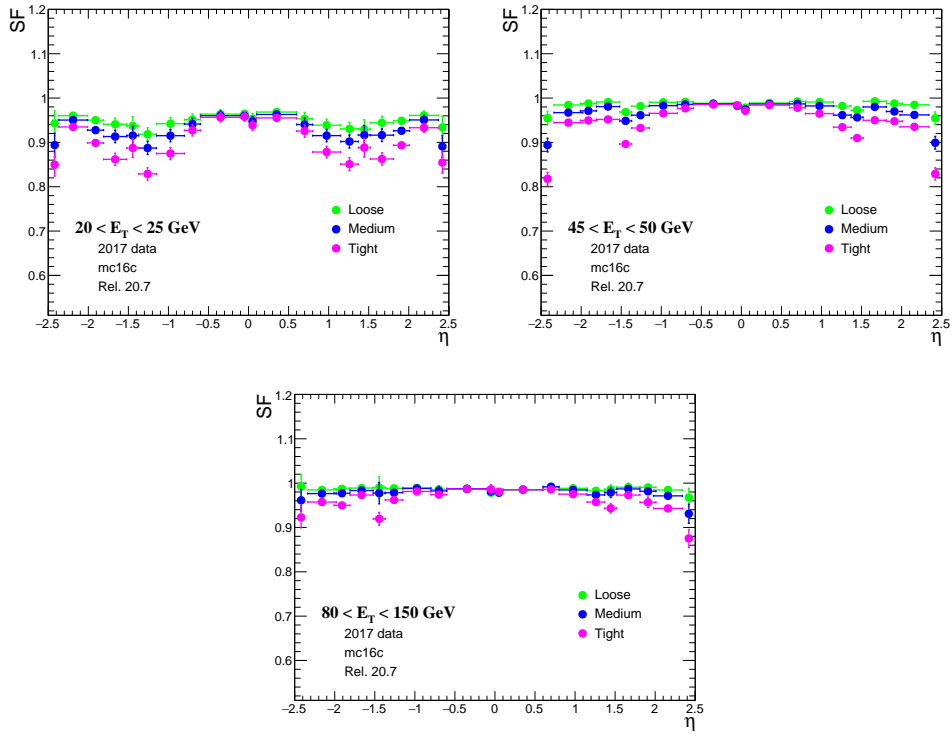 SF
1.2
1.1
1
0.9
0.8
0.7
0.6
20 < E_T < 25 GeV
2017 data
mc16c
Rel. 20.7
Loose
Medium
Tight
−2.5 −2 −1.5 −1 −0.5 0 0.5 1 1.5 2 2.5
η
SF
1.2
1.1
1
0.9
0.8
0.7
0.6
45 < E_T < 50 GeV
2017 data
mc16c
Rel. 20.7
Loose
Medium
Tight
−2.5 −2 −1.5 −1 −0.5 0 0.5 1 1.5 2 2.5
η
SF
1.2
1.1
1
0.9
0.8
0.7
0.6
80 < E_T < 150 GeV
2017 data
mc16c
Rel. 20.7
Loose
Medium
Tight
−2.5 −2 −1.5 −1 −0.5 0 0.5 1 1.5 2 2.5
η